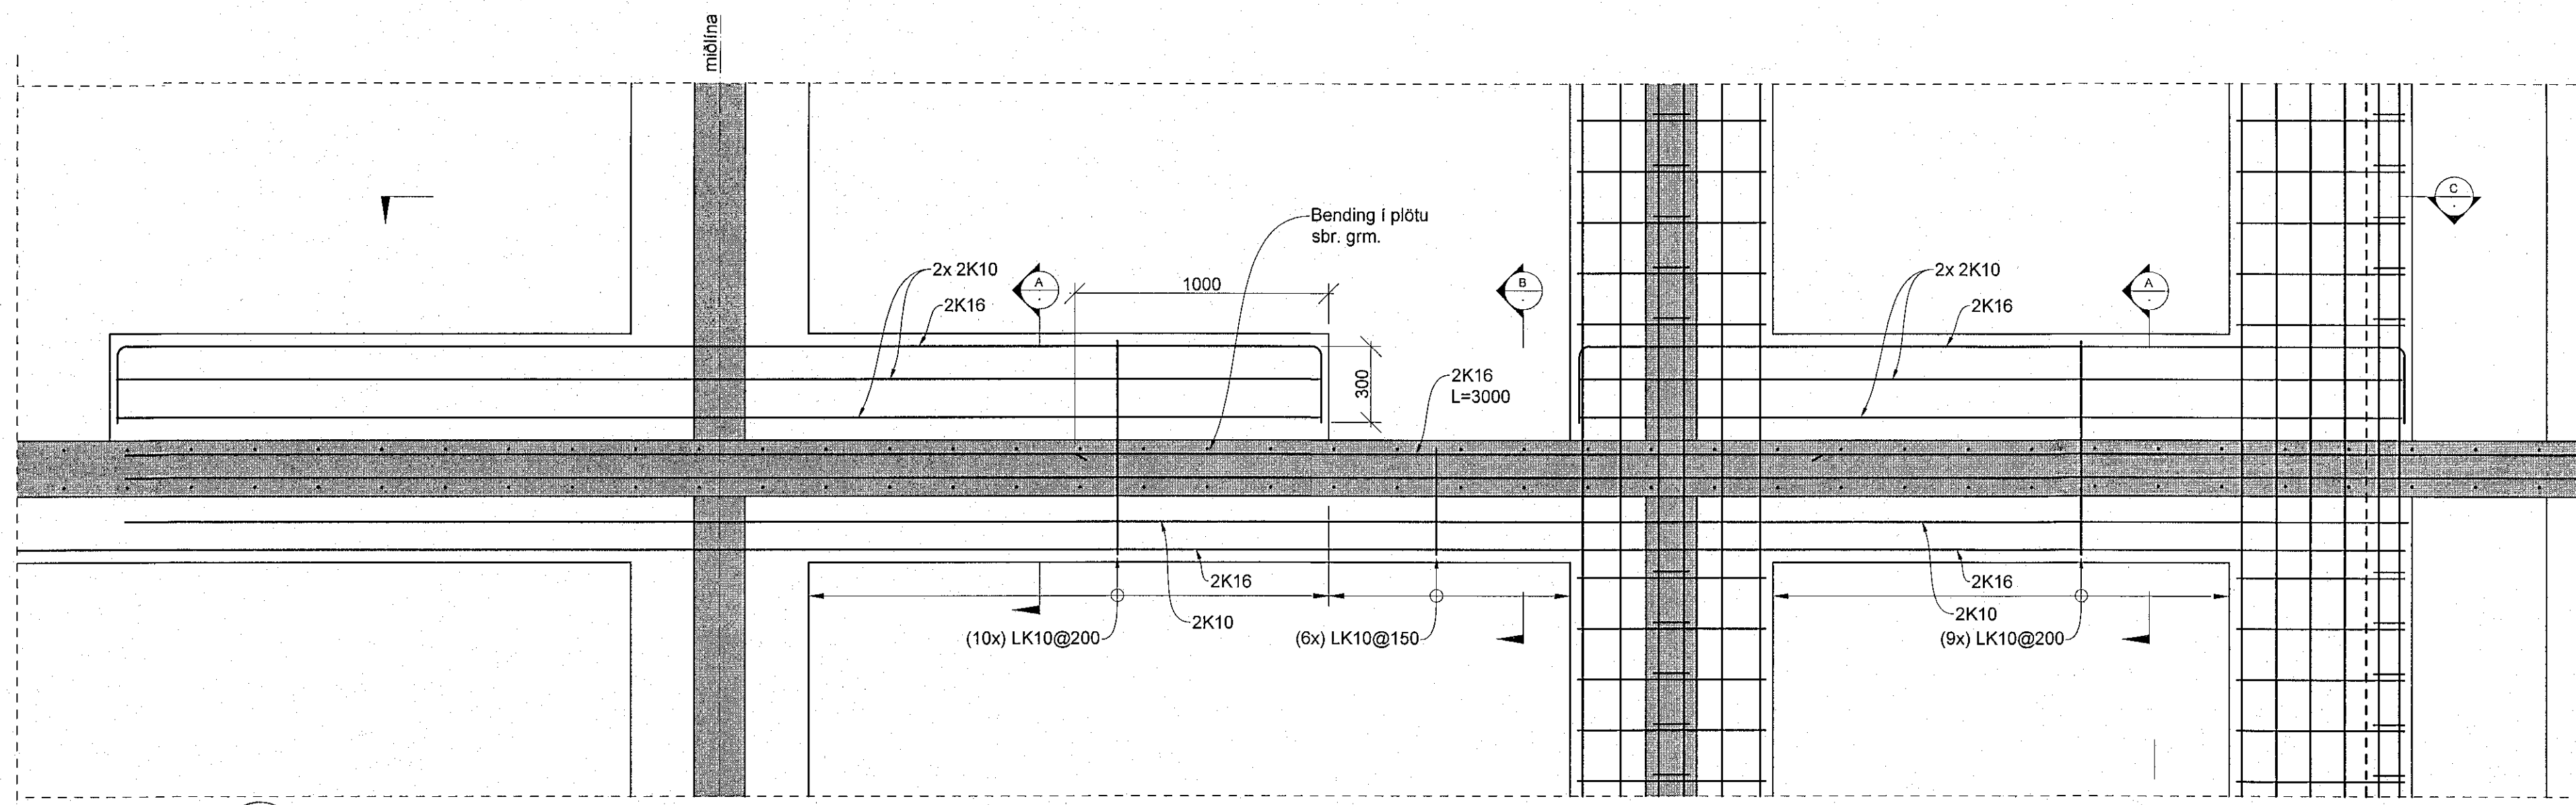 miðlína
Bending í plötu
sbr. grm.
2x 2K10
2K16
A
1000
B
2x 2K10
2K16
A
C
300
2K16
L=3000
2K16
2K10
(10x) LK10@200
(6x) LK10@150
2K16
2K10
(9x) LK10@200